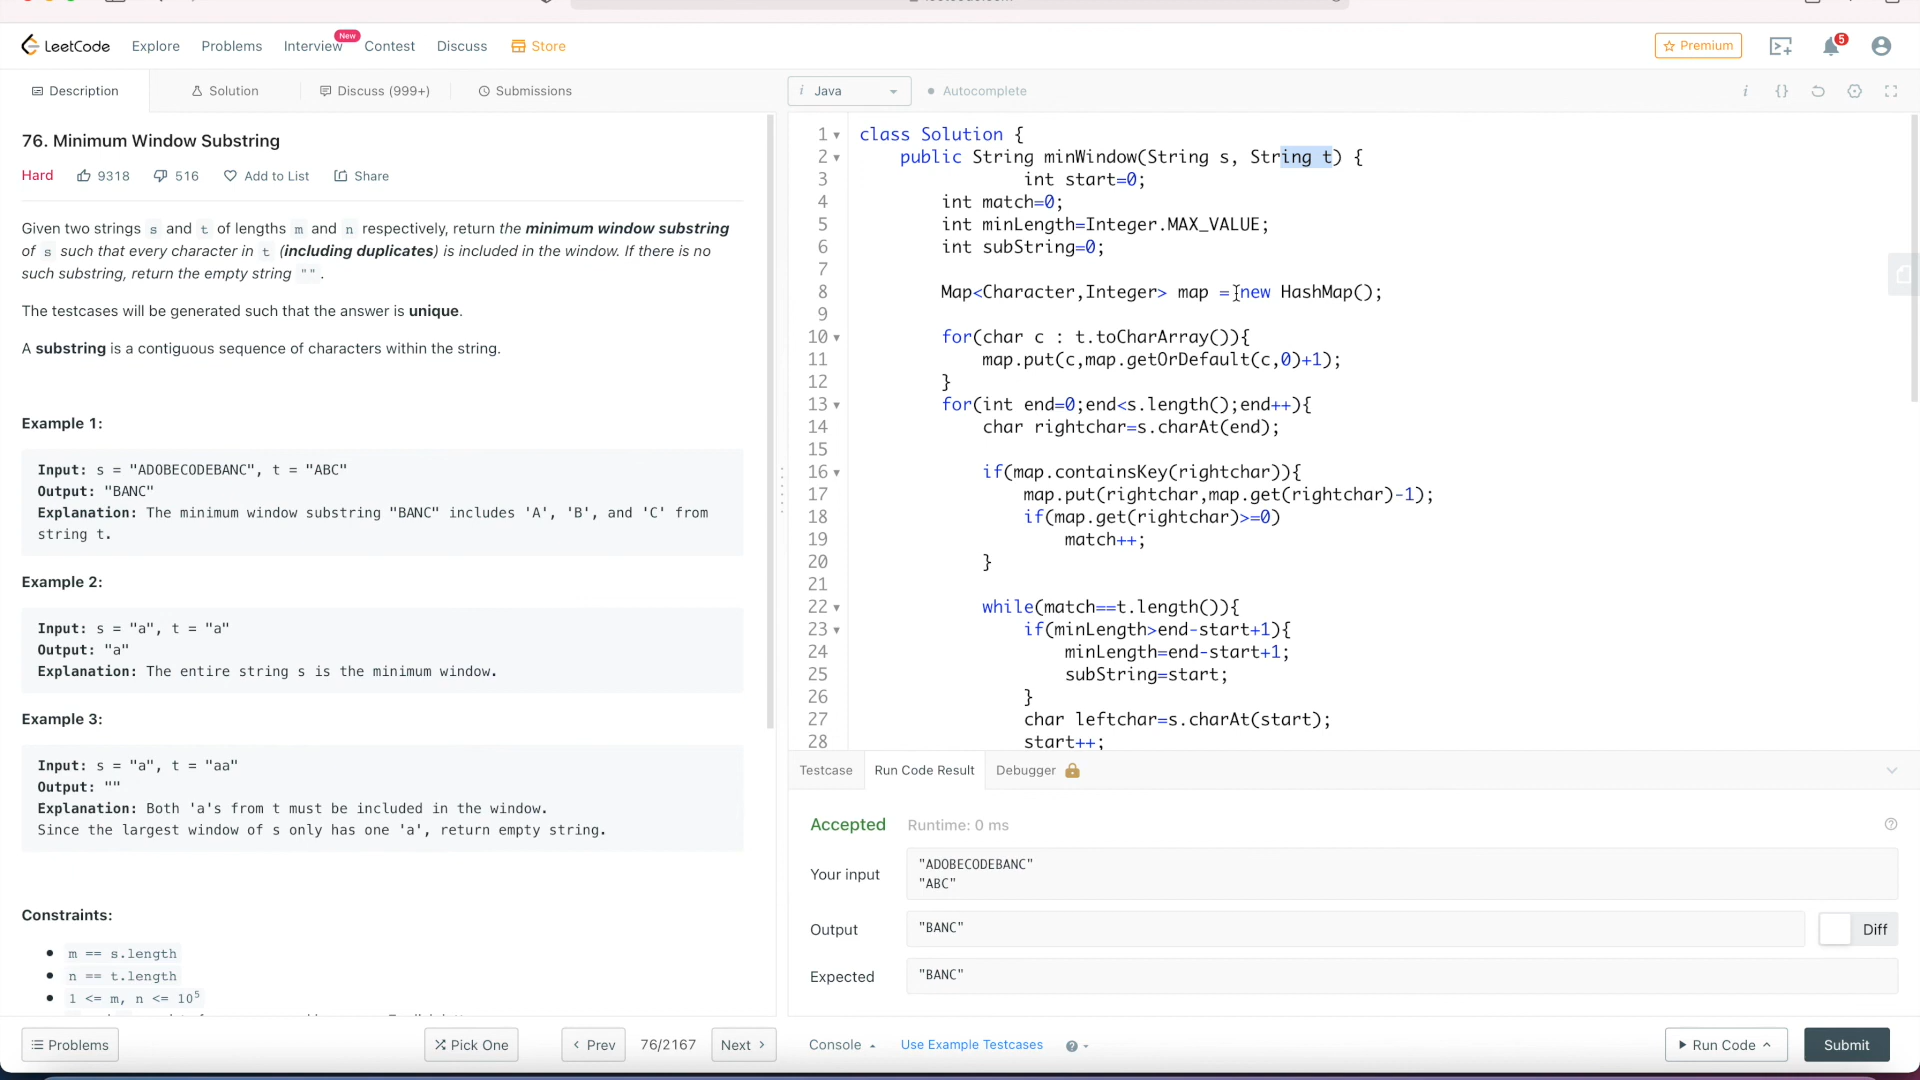 LeetCode
Explore
Problems
Interview
New
Contest
Discuss
Store
Premium
5
Description
Solution
Discuss (999+)
Submissions
i Java
Autocomplete
76. Minimum Window Substring
Hard
9318
516
Add to List
Share
Given two strings s and t of lengths m and n respectively, return the minimum window substring
of s such that every character in t (including duplicates) is included in the window. If there is no
such substring, return the empty string "".
The testcases will be generated such that the answer is unique.
A substring is a contiguous sequence of characters within the string.
Example 1:
Input: s = "ADOBECODEBANC", t = "ABC"
Output: "BANC"
Explanation: The minimum window substring "BANC" includes 'A', 'B', and 'C' from
string t.
Example 2:
Input: s = "a", t = "a"
Output: "a"
Explanation: The entire string s is the minimum window.
Example 3:
Input: s = "a", t = "aa"
Output: ""
Explanation: Both 'a's from t must be included in the window.
Since the largest window of s only has one 'a', return empty string.
Constraints:
m == s.length
n == t.length
1 <= m, n <= 10⁵
1 class Solution {
2 public String minWindow(String s, String t) {
3 int start=0;
4 int match=0;
5 int minLength=Integer.MAX_VALUE;
6 int subString=0;
7
8 Map<Character,Integer> map = new HashMap();
9
10 for(char c : t.toCharArray()){
11 map.put(c,map.getOrDefault(c,0)+1);
12 }
13 for(int end=0;end<s.length();end++){
14 char rightchar=s.charAt(end);
15
16 if(map.containsKey(rightchar)){
17 map.put(rightchar,map.get(rightchar)-1);
18 if(map.get(rightchar)>=0)
19 match++;
20 }
21
22 while(match==t.length()){
23 if(minLength>end-start+1){
24 minLength=end-start+1;
25 subString=start;
26 }
27 char leftchar=s.charAt(start);
28 start++;
Testcase
Run Code Result
Debugger
Accepted
Runtime: 0 ms
Your input
"ADOBECODEBANC"
"ABC"
Output
"BANC"
Diff
Expected
"BANC"
Problems
Pick One
Prev
76/2167
Next
Console
Use Example Testcases
Run Code
Submit